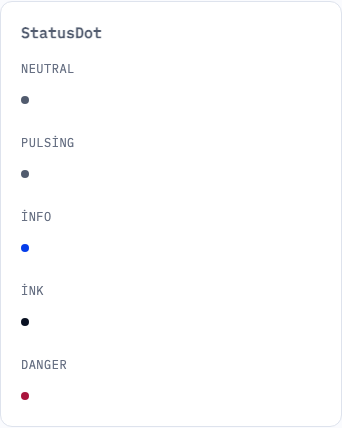 StatusDot
NEUTRAL
PULSİNG
İNFO
İNK
DANGER